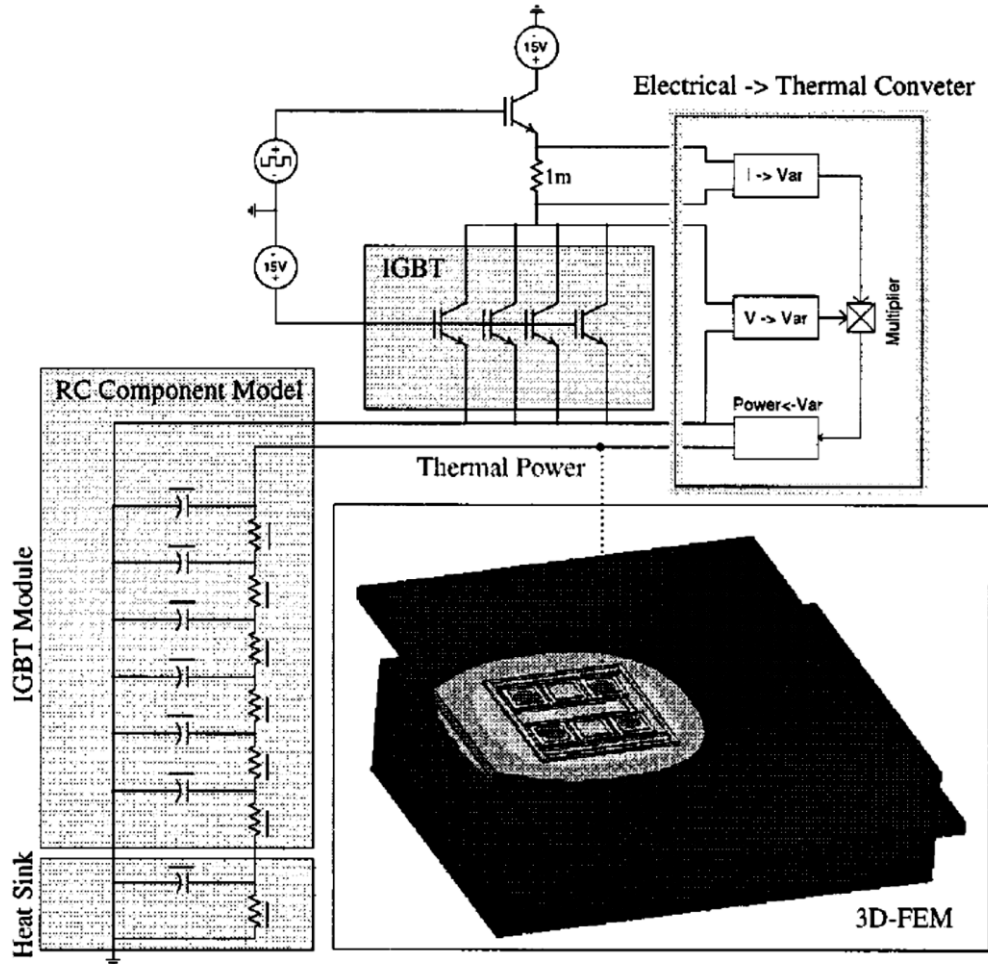 15V
Electrical -> Thermal Conveter
1m
I -> Var
15V
IGBT
V -> Var
Multiplier
RC Component Model
Power<-Var
Thermal Power
IGBT Module
Heat Sink
3D-FEM